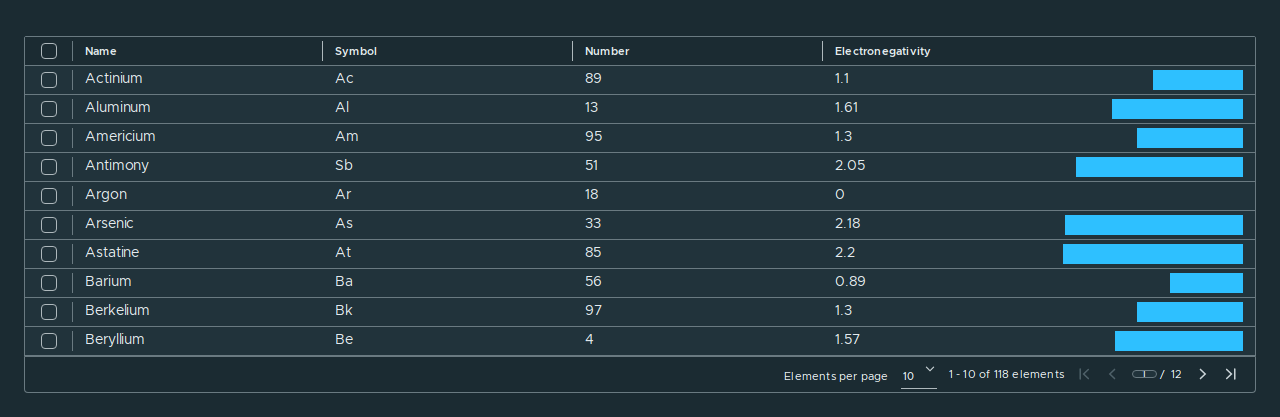 Name Symbol Number Electronegativity
Actinium Ac 89 1.1
Aluminum Al 13 1.61
Americium Am 95 1.3
Antimony Sb 51 2.05
Argon Ar 18 0
Arsenic As 33 2.18
Astatine At 85 2.2
Barium Ba 56 0.89
Berkelium Bk 97 1.3
Beryllium Be 4 1.57
Elements per page 10 1 - 10 of 118 elements 1 / 12